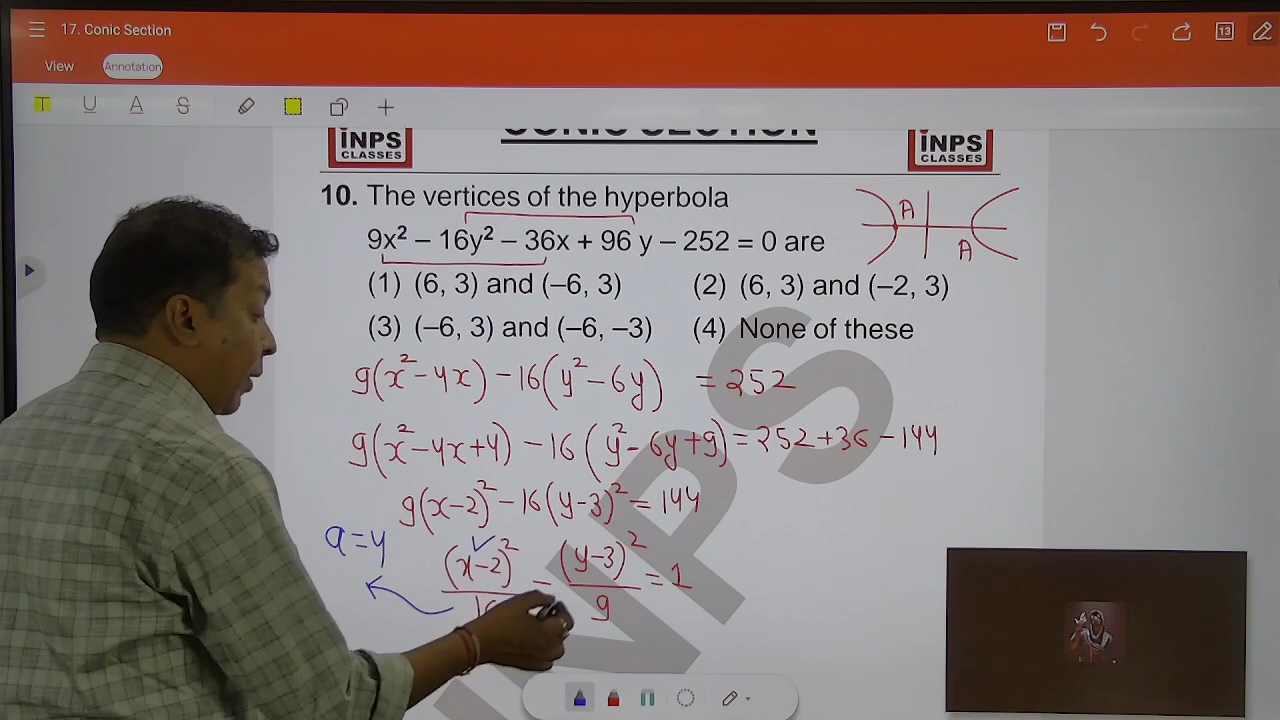 17. Conic Section
13
View
Annotation
T U A S
CONIC SECTION
iNPS
CLASSES
iNPS
CLASSES
10. The vertices of the hyperbola
9x² – 16y² – 36x + 96 y – 252 = 0 are
(1) (6, 3) and (–6, 3)
(2) (6, 3) and (–2, 3)
(3) (–6, 3) and (–6, –3)
(4) None of these
A
A
9(x²-4x) -16(y²-6y) = 252
9(x²-4x+4) -16(y²-6y+9) = 252+36-144
9(x-2)² -16(y-3)² = 144
a=4
(x-2)²/16 - (y-3)²/9 = 1
INPS